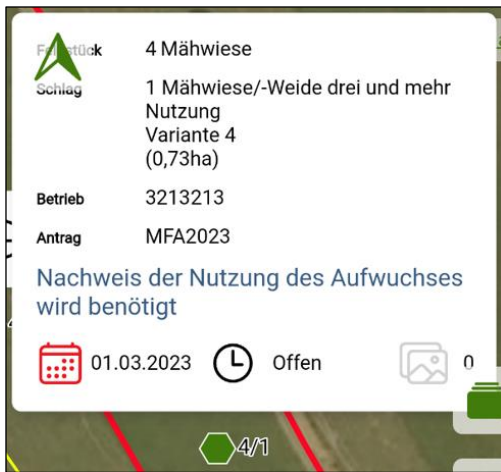 Feldstück 4 Mähwiese
Schlag 1 Mähwiese/-Weide drei und mehr
Nutzung
Variante 4
(0,73ha)
Betrieb 3213213
Antrag MFA2023
Nachweis der Nutzung des Aufwuchses
wird benötigt
01.03.2023 Offen 0
4/1